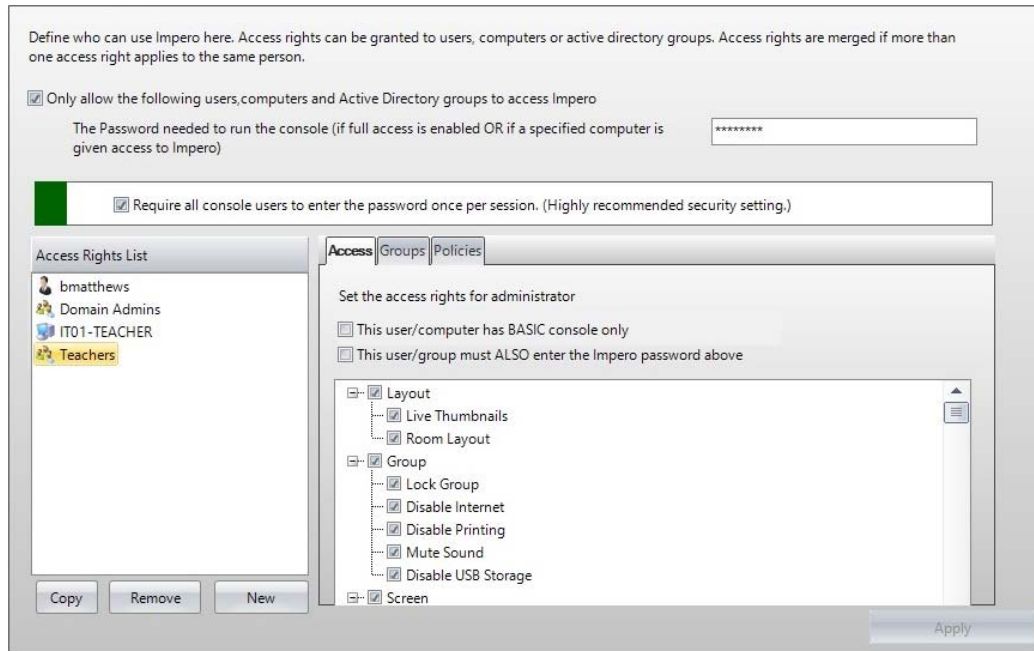 Define who can use Impero here. Access rights can be granted to users, computers or active directory groups. Access rights are merged if more than
one access right applies to the same person.
Only allow the following users,computers and Active Directory groups to access Impero
The Password needed to run the console (if full access is enabled OR if a specified computer is
given access to Impero)
********
Require all console users to enter the password once per session. (Highly recommended security setting.)
Access Rights List
bmatthews
Domain Admins
IT01-TEACHER
Teachers
Copy
Remove
New
Access
Groups
Policies
Set the access rights for administrator
This user/computer has BASIC console only
This user/group must ALSO enter the Impero password above
Layout
Live Thumbnails
Room Layout
Group
Lock Group
Disable Internet
Disable Printing
Mute Sound
Disable USB Storage
Screen
Apply